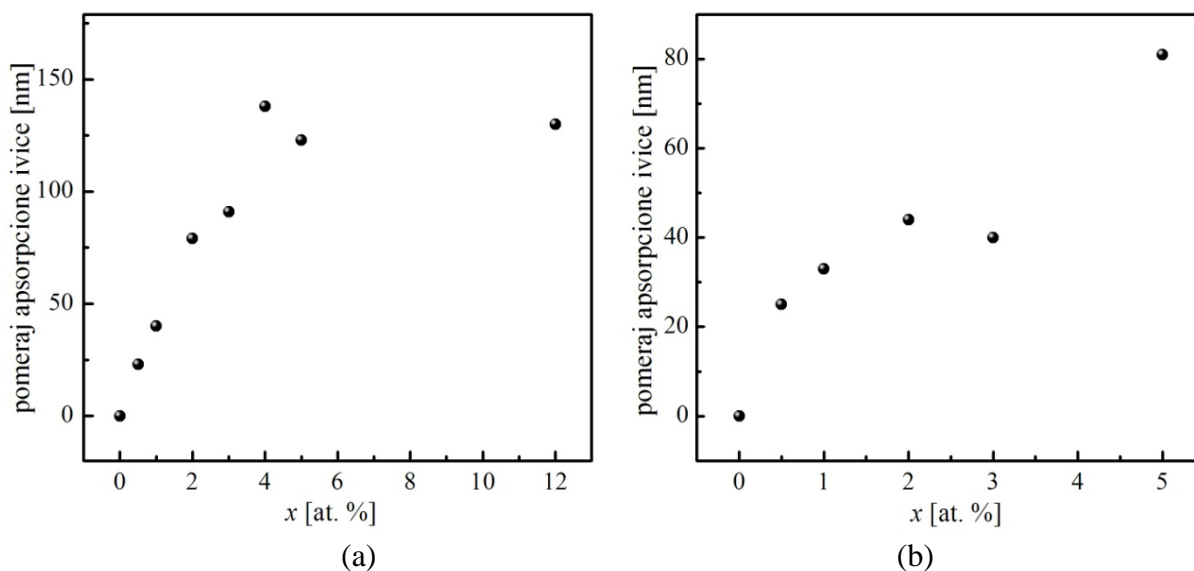 pomeraj apsorpcione ivice [nm]
150
100
50
0
0 2 4 6 8 10 12
x [at. %]
(a)
pomeraj apsorpcione ivice [nm]
80
60
40
20
0
0 1 2 3 4 5
x [at. %]
(b)